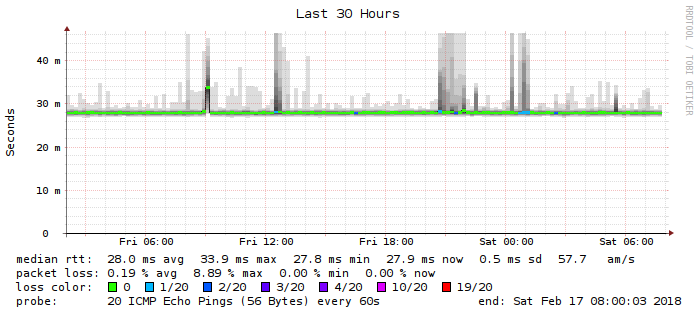 Last 30 Hours
RRDTOOL / TOBI OETIKER
Seconds
40 m
30 m
20 m
10 m
0
Fri 06:00 Fri 12:00 Fri 18:00 Sat 00:00 Sat 06:00
median rtt: 28.0 ms avg 33.9 ms max 27.8 ms min 27.9 ms now 0.5 ms sd 57.7 am/s
packet loss: 0.19 % avg 8.89 % max 0.00 % min 0.00 % now
loss color: 0 1/20 2/20 3/20 4/20 10/20 19/20
probe: 20 ICMP Echo Pings (56 Bytes) every 60s end: Sat Feb 17 08:00:03 2018